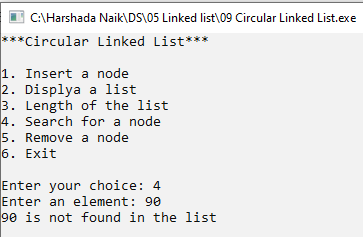 C:\Harshada Naik\DS\05 Linked list\09 Circular Linked List.exe
***Circular Linked List***
1. Insert a node
2. Displya a list
3. Length of the list
4. Search for a node
5. Remove a node
6. Exit
Enter your choice: 4
Enter an element: 90
90 is not found in the list